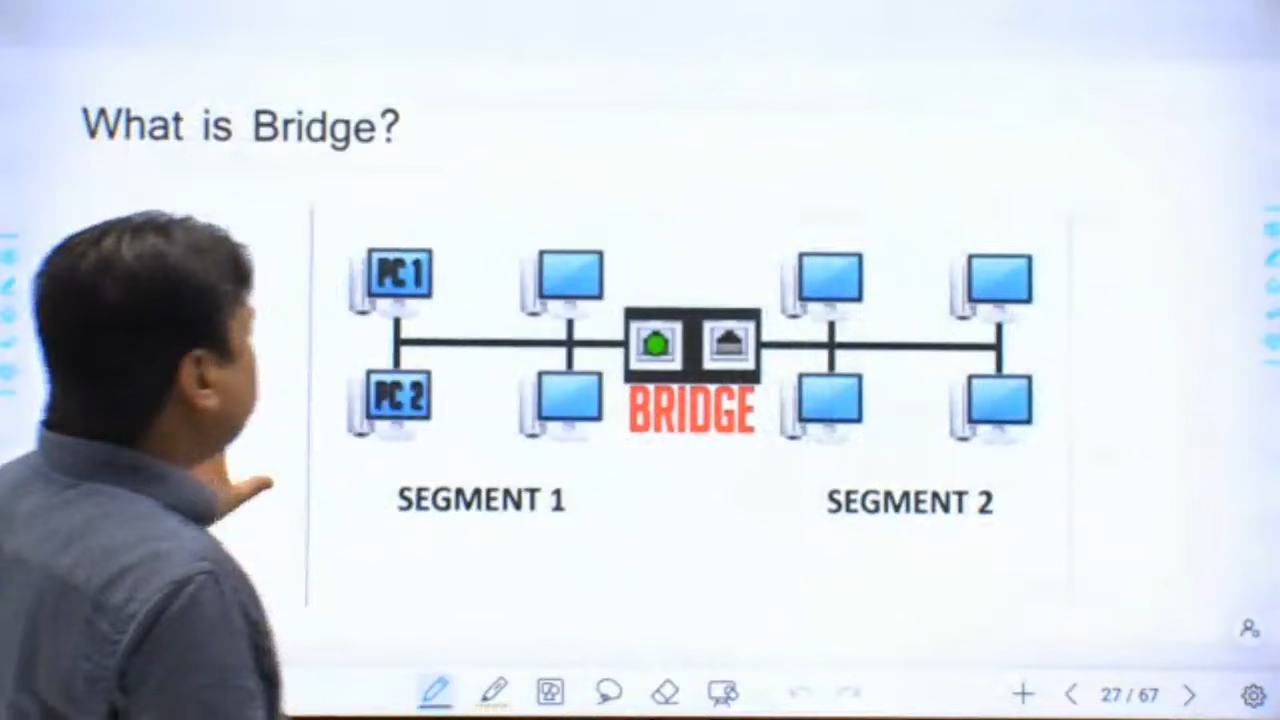 What is Bridge?
PC 1
PC 2
BRIDGE
SEGMENT 1
SEGMENT 2
27 / 67